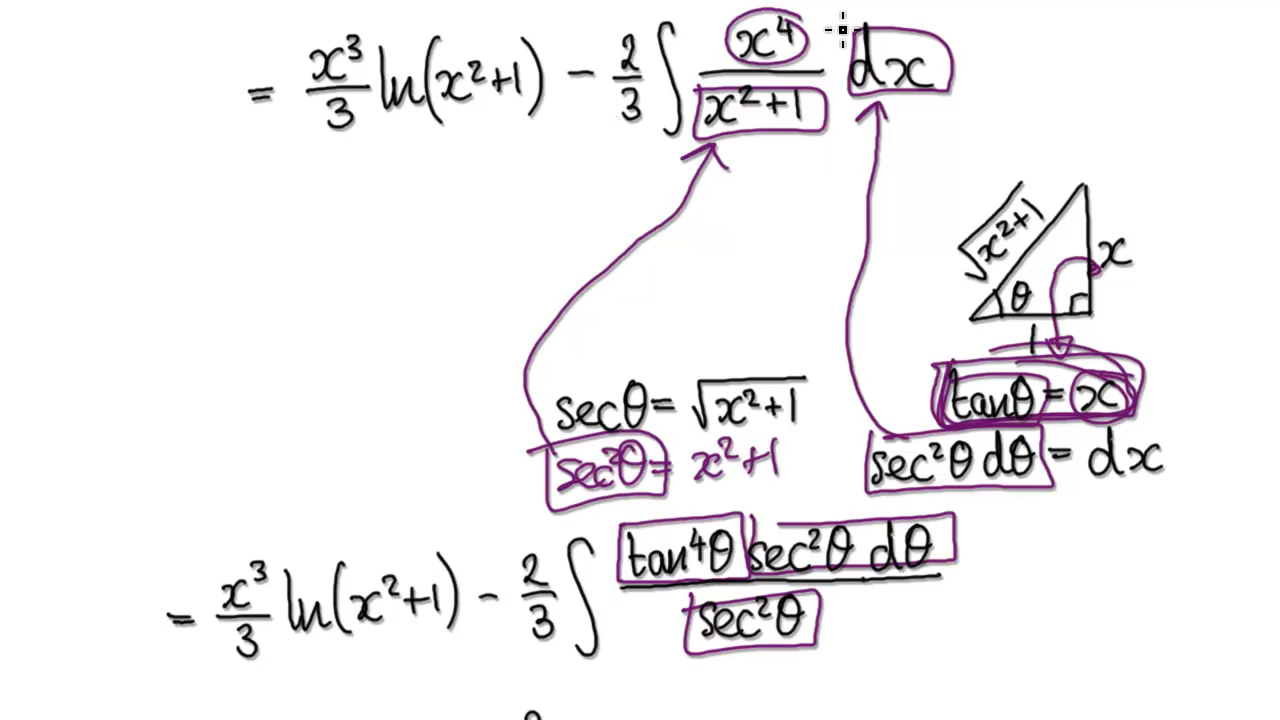 = x³/3 ln(x²+1) - 2/3 ∫ x⁴/(x²+1) dx
√(x²+1)
x
θ
1
secθ = √(x²+1)
tanθ = x
sec²θ = x²+1
sec²θ dθ = dx
= x³/3 ln(x²+1) - 2/3 ∫ tan⁴θ sec²θ dθ/sec²θ